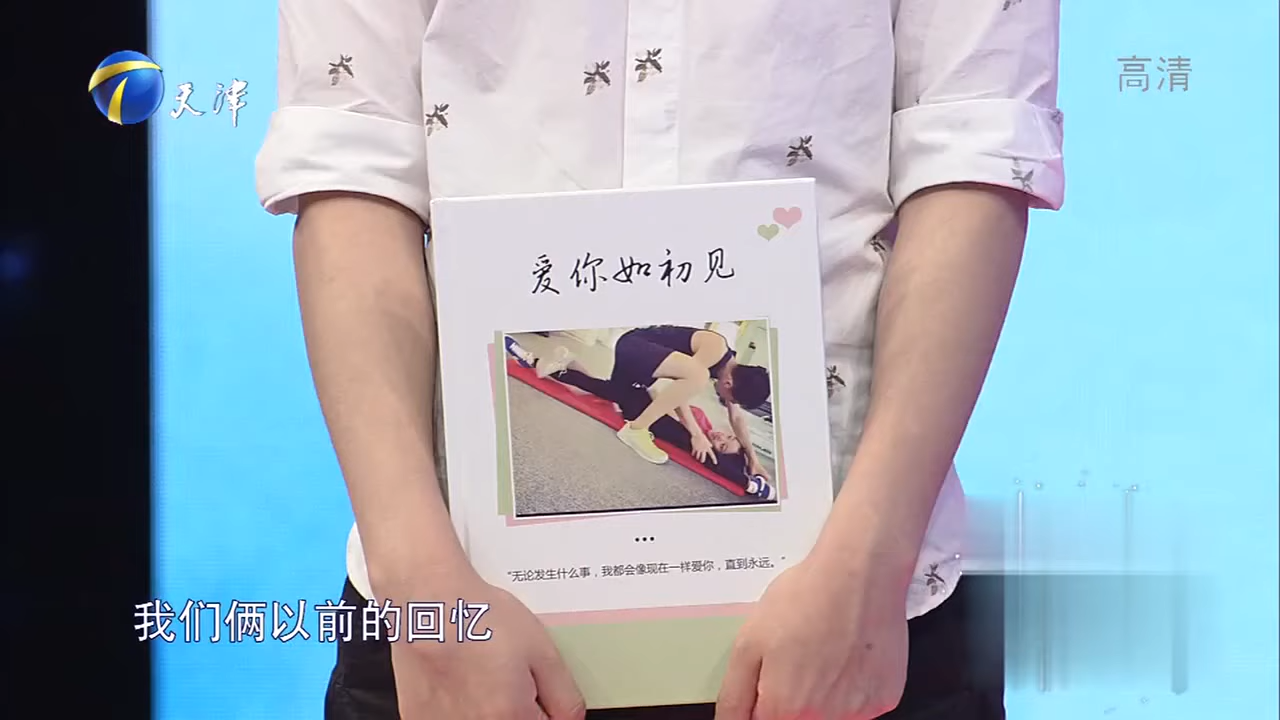 天津
高清
爱你如初见
...
“无论发生什么事，我都会像现在一样爱你，直到永远。”
我们俩以前的回忆